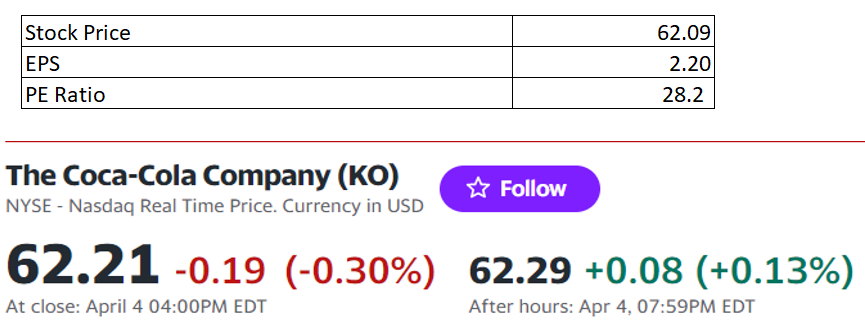 Stock Price 62.09
EPS 2.20
PE Ratio 28.2
The Coca-Cola Company (KO) Follow
NYSE - Nasdaq Real Time Price. Currency in USD
62.21 -0.19 (-0.30%) 62.29 +0.08 (+0.13%)
At close: April 4 04:00PM EDT After hours: Apr 4, 07:59PM EDT